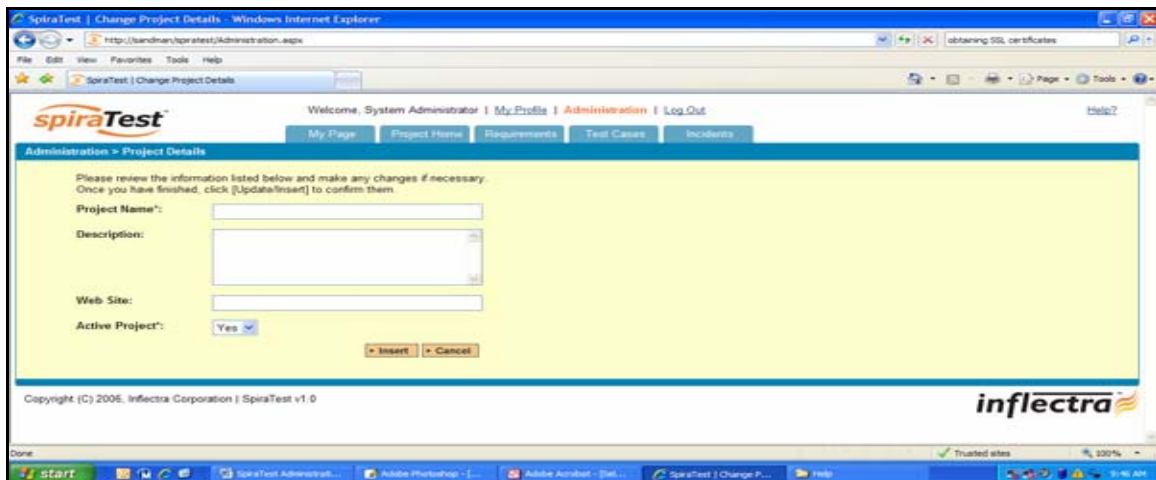 SpiraTest | Change Project Details - Windows Internet Explorer
http://sandman/spiratest/Administration.aspx
obtaining SSL certificates
File Edit View Favorites Tools Help
SpiraTest | Change Project Details
Page Tools
spiraTest
Welcome, System Administrator | My Profile | Administration | Log Out
Help?
My Page Project Home Requirements Test Cases Incidents
Administration > Project Details
Please review the information listed below and make any changes if necessary.
Once you have finished, click [Update/Insert] to confirm them.
Project Name*:
Description:
Web Site:
Active Project*: Yes
Insert Cancel
Copyright (C) 2006, Inflectra Corporation | SpiraTest v1.0
inflectra
Done
Trusted sites 100%
start SpiraTest Administrat... Adobe Photoshop - [... Adobe Acrobat - [... SpiraTest | Change P... Help 9:46 AM